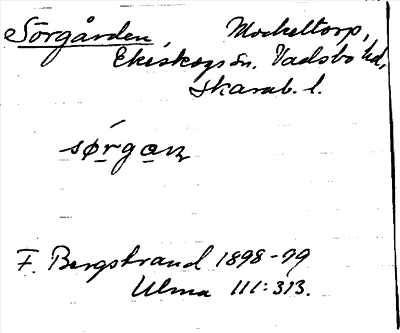 Sörgården, Mockeltorp,
Ekeskogs sn. Vadsbo hd,
Skarab. l.
sørgan
F. Bergstrand 1898-99
Ulma 111:313.